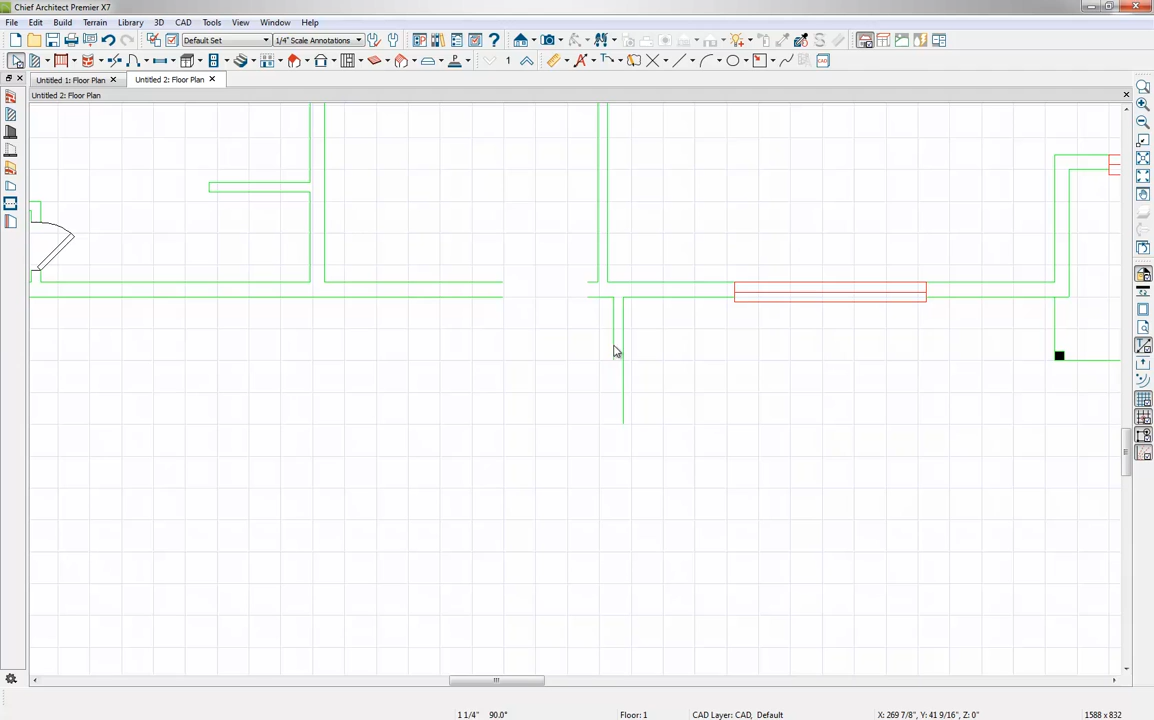 Chief Architect Premier X7
File Edit Build Terrain Library 3D CAD Tools View Window Help
Default Set 1/4" Scale Annotations
1
Untitled 1: Floor Plan Untitled 2: Floor Plan
Untitled 2: Floor Plan
1 1/4" 90.0° Floor: 1 CAD Layer: CAD, Default X: 269 7/8", Y: 41 9/16", Z: 0" 1588 x 832